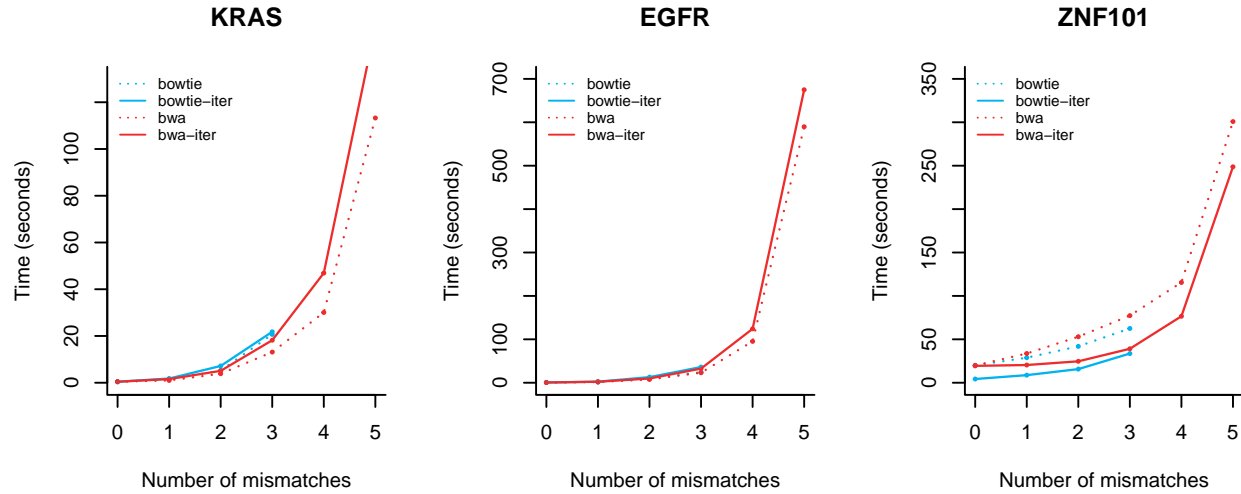 KRAS
bowtie
bowtie−iter
bwa
bwa−iter
Time (seconds)
100
80
60
40
20
0
0 1 2 3 4 5
Number of mismatches
EGFR
bowtie
bowtie−iter
bwa
bwa−iter
Time (seconds)
700
500
300
100
0
0 1 2 3 4 5
Number of mismatches
ZNF101
bowtie
bowtie−iter
bwa
bwa−iter
Time (seconds)
350
250
150
50
0
0 1 2 3 4 5
Number of mismatches